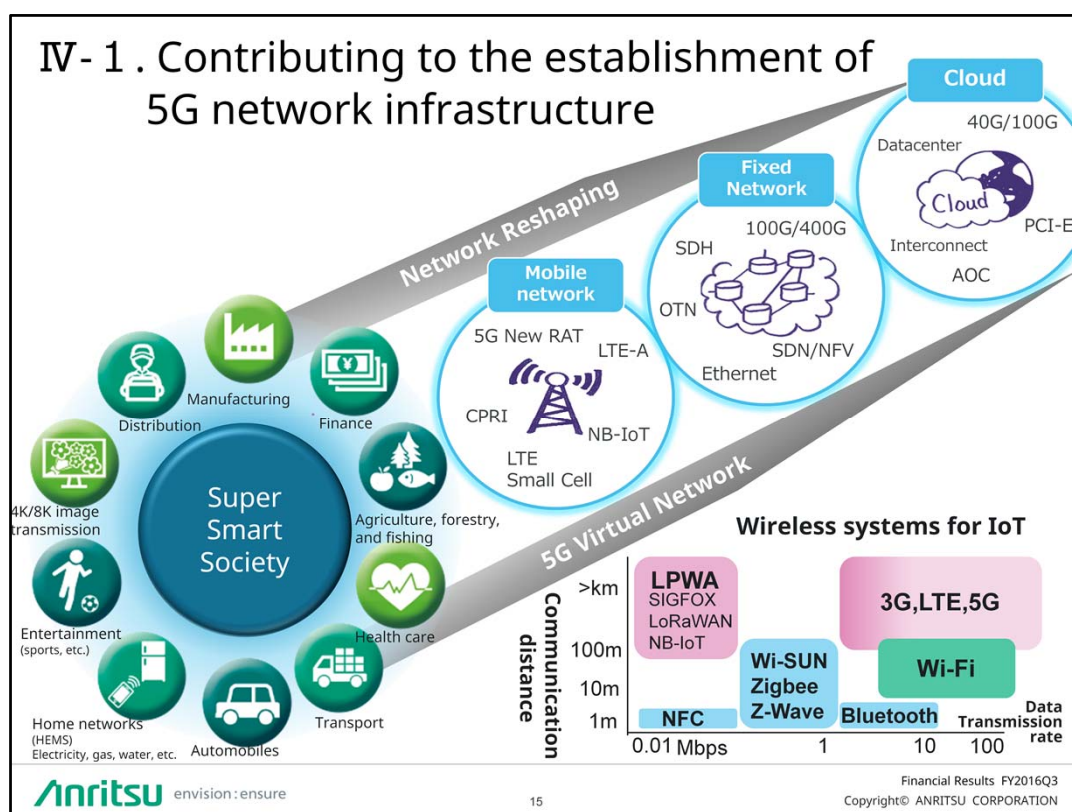 Ⅳ-１. Contributing to the establishment of
5G network infrastructure
Network Reshaping
5G Virtual Network
Cloud
40G/100G
Datacenter
Cloud
PCI-E
Interconnect
AOC
Fixed
Network
100G/400G
SDH
OTN
SDN/NFV
Ethernet
Mobile
network
5G New RAT
LTE-A
CPRI
NB-IoT
LTE
Small Cell
Super
Smart
Society
Manufacturing
¥
Finance
Agriculture, forestry,
and fishing
Health care
Transport
Automobiles
Home networks
(HEMS)
Electricity, gas, water, etc.
Entertainment
(sports, etc.)
4K/8K image
transmission
Distribution
Wireless systems for IoT
Communication
distance
>km
100m
10m
1m
LPWA
SIGFOX
LoRaWAN
NB-IoT
3G,LTE,5G
Wi-SUN
Zigbee
Z-Wave
Wi-Fi
NFC
Bluetooth
0.01 Mbps
1
10
100
Data
Transmission
rate
Anritsu envision:ensure
15
Financial Results FY2016Q3
Copyright© ANRITSU CORPORATION